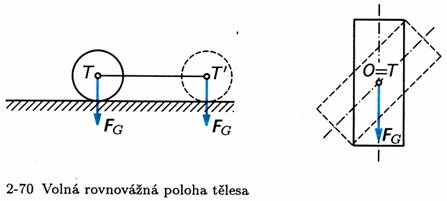 T T′ O=T
F_G F_G F_G
2-70 Volná rovnovážná poloha tělesa